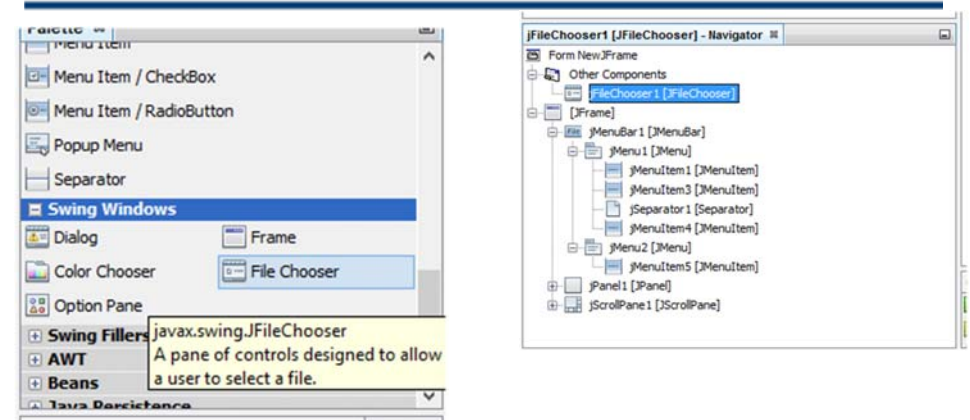 Palette
Menu Item
Menu Item / CheckBox
Menu Item / RadioButton
Popup Menu
Separator
Swing Windows
Dialog Frame
Color Chooser File Chooser
Option Pane
Swing Fillers
AWT
Beans
Java Persistence
javax.swing.JFileChooser
A pane of controls designed to allow
a user to select a file.
jFileChooser1 [JFileChooser] - Navigator
Form NewJFrame
Other Components
jFileChooser1 [JFileChooser]
[JFrame]
jMenuBar1 [JMenuBar]
jMenu1 [JMenu]
jMenuItem1 [JMenuItem]
jMenuItem3 [JMenuItem]
jSeparator1 [Separator]
jMenuItem4 [JMenuItem]
jMenu2 [JMenu]
jMenuItem5 [JMenuItem]
jPanel1 [JPanel]
jScrollPane1 [JScrollPane]